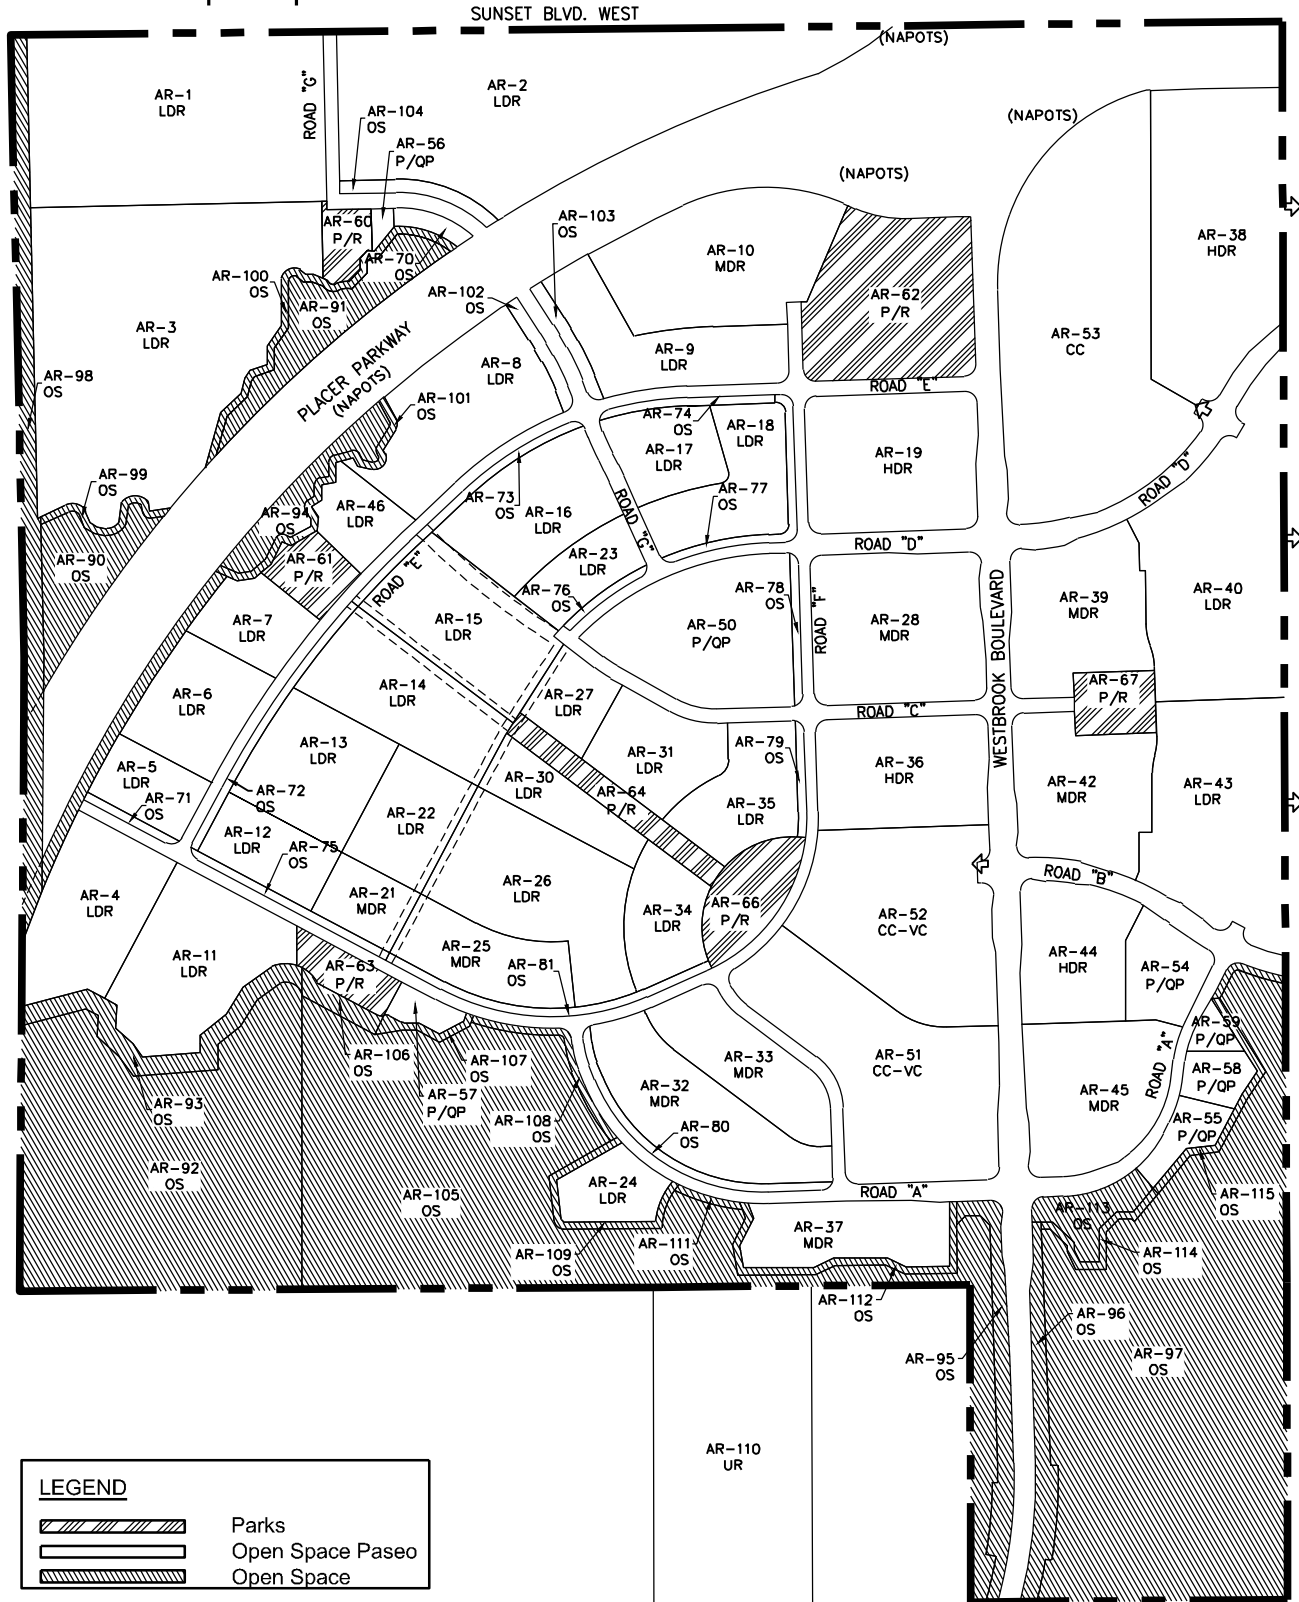 SUNSET BLVD. WEST
(NAPOTS)
AR-1
LDR
ROAD "G"
AR-2
LDR
AR-104
OS
AR-56
P/QP
(NAPOTS)
(NAPOTS)
AR-60
P/R
AR-103
OS
AR-38
HDR
AR-10
MDR
AR-70
OS
AR-100
OS
AR-102
OS
AR-91
OS
AR-62
P/R
AR-3
LDR
AR-53
CC
PLACER PARKWAY
(NAPOTS)
AR-8
LDR
AR-9
LDR
AR-98
OS
AR-101
OS
ROAD "E"
AR-74
OS
AR-18
LDR
AR-17
LDR
AR-19
HDR
AR-99
OS
AR-73
OS
AR-46
LDR
AR-16
LDR
AR-77
OS
ROAD "D"
AR-94
OS
ROAD "G"
AR-90
OS
AR-61
P/R
AR-23
LDR
ROAD "D"
ROAD "E"
AR-76
OS
AR-78
OS
ROAD "F"
AR-39
MDR
AR-40
LDR
AR-7
LDR
AR-15
LDR
AR-50
P/QP
AR-28
MDR
WESTBROOK BOULEVARD
AR-6
LDR
AR-14
LDR
AR-27
LDR
AR-67
P/R
ROAD "C"
AR-13
LDR
AR-31
LDR
AR-79
OS
AR-36
HDR
AR-5
LDR
AR-71
OS
AR-72
OS
AR-30
LDR
AR-64
P/R
AR-42
MDR
AR-43
LDR
AR-22
LDR
AR-35
LDR
AR-12
LDR
AR-75
OS
ROAD "B"
AR-4
LDR
AR-21
MDR
AR-26
LDR
AR-34
LDR
AR-66
P/R
AR-52
CC-VC
AR-11
LDR
AR-25
MDR
AR-44
HDR
AR-54
P/QP
AR-63
P/R
AR-81
OS
AR-59
P/QP
AR-106
OS
AR-107
OS
AR-33
MDR
AR-51
CC-VC
ROAD "A"
AR-58
P/QP
AR-57
P/QP
AR-32
MDR
AR-45
MDR
AR-93
OS
AR-108
OS
AR-80
OS
AR-55
P/QP
AR-92
OS
AR-105
OS
AR-24
LDR
ROAD "A"
AR-115
OS
AR-113
OS
AR-37
MDR
AR-109
OS
AR-111
OS
AR-114
OS
AR-112
OS
AR-96
OS
AR-95
OS
AR-97
OS
AR-110
UR
LEGEND
Parks
Open Space Paseo
Open Space